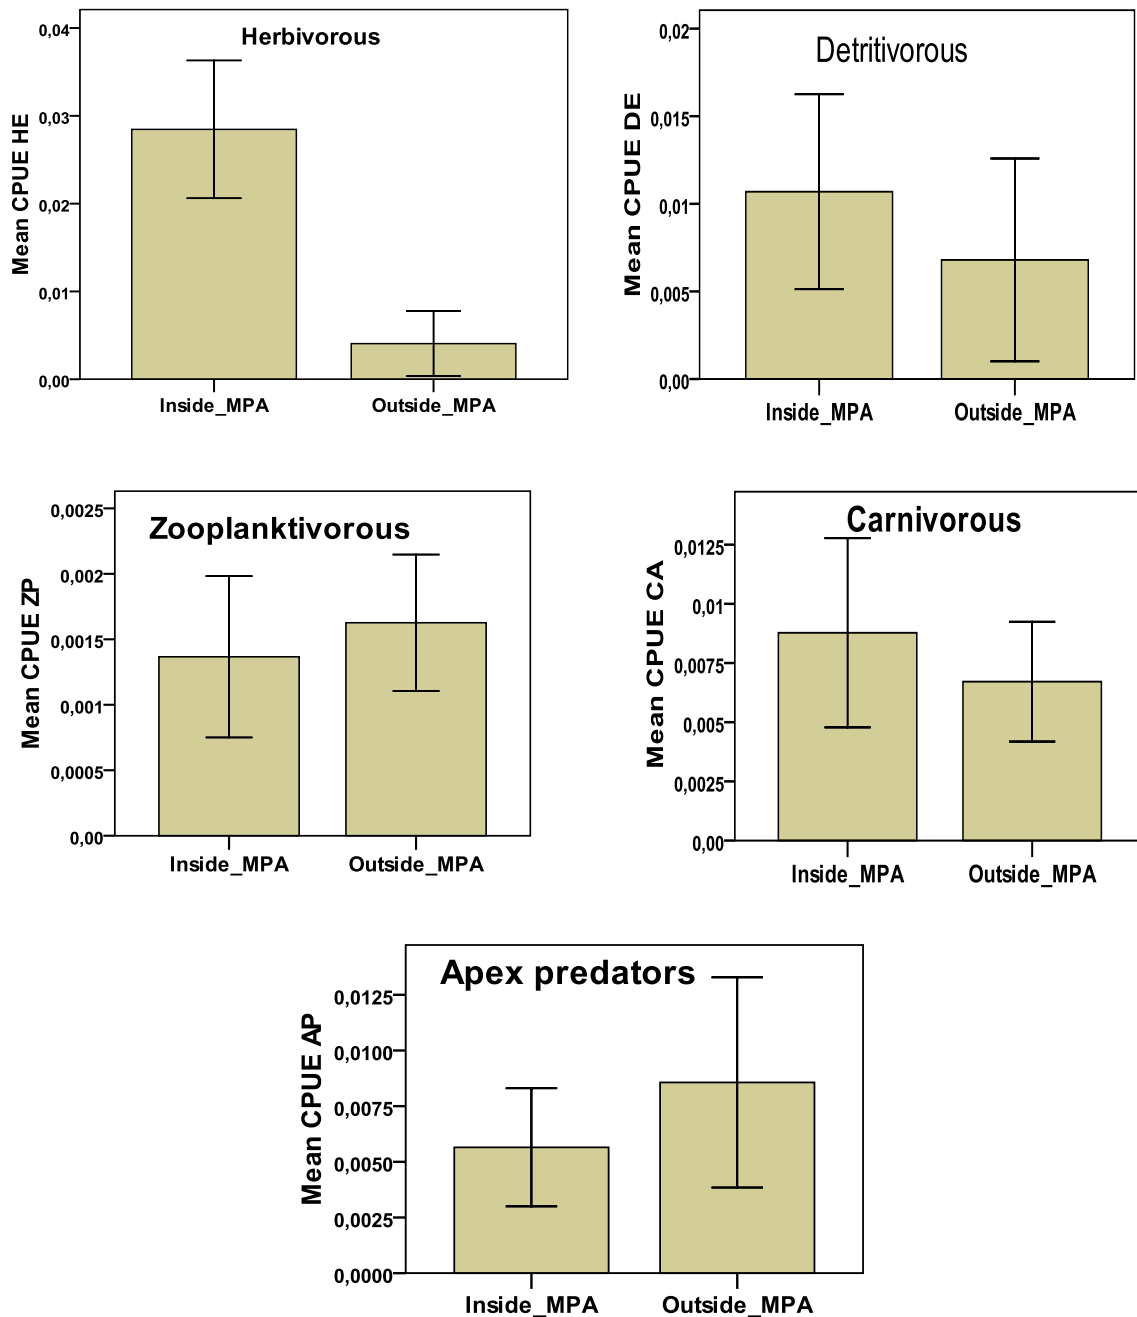 Herbivorous
Mean CPUE HE
0,04
0,03
0,02
0,01
0,00
Inside_MPA
Outside_MPA
Detritivorous
Mean CPUE DE
0,02
0,015
0,01
0,005
0,00
Inside_MPA
Outside_MPA
Zooplanktivorous
Mean CPUE ZP
0,0025
0,002
0,0015
0,001
0,0005
0,00
Inside_MPA
Outside_MPA
Carnivorous
Mean CPUE CA
0,0125
0,01
0,0075
0,005
0,0025
0,00
Inside_MPA
Outside_MPA
Apex predators
Mean CPUE AP
0,0125
0,0100
0,0075
0,0050
0,0025
0,0000
Inside_MPA
Outside_MPA